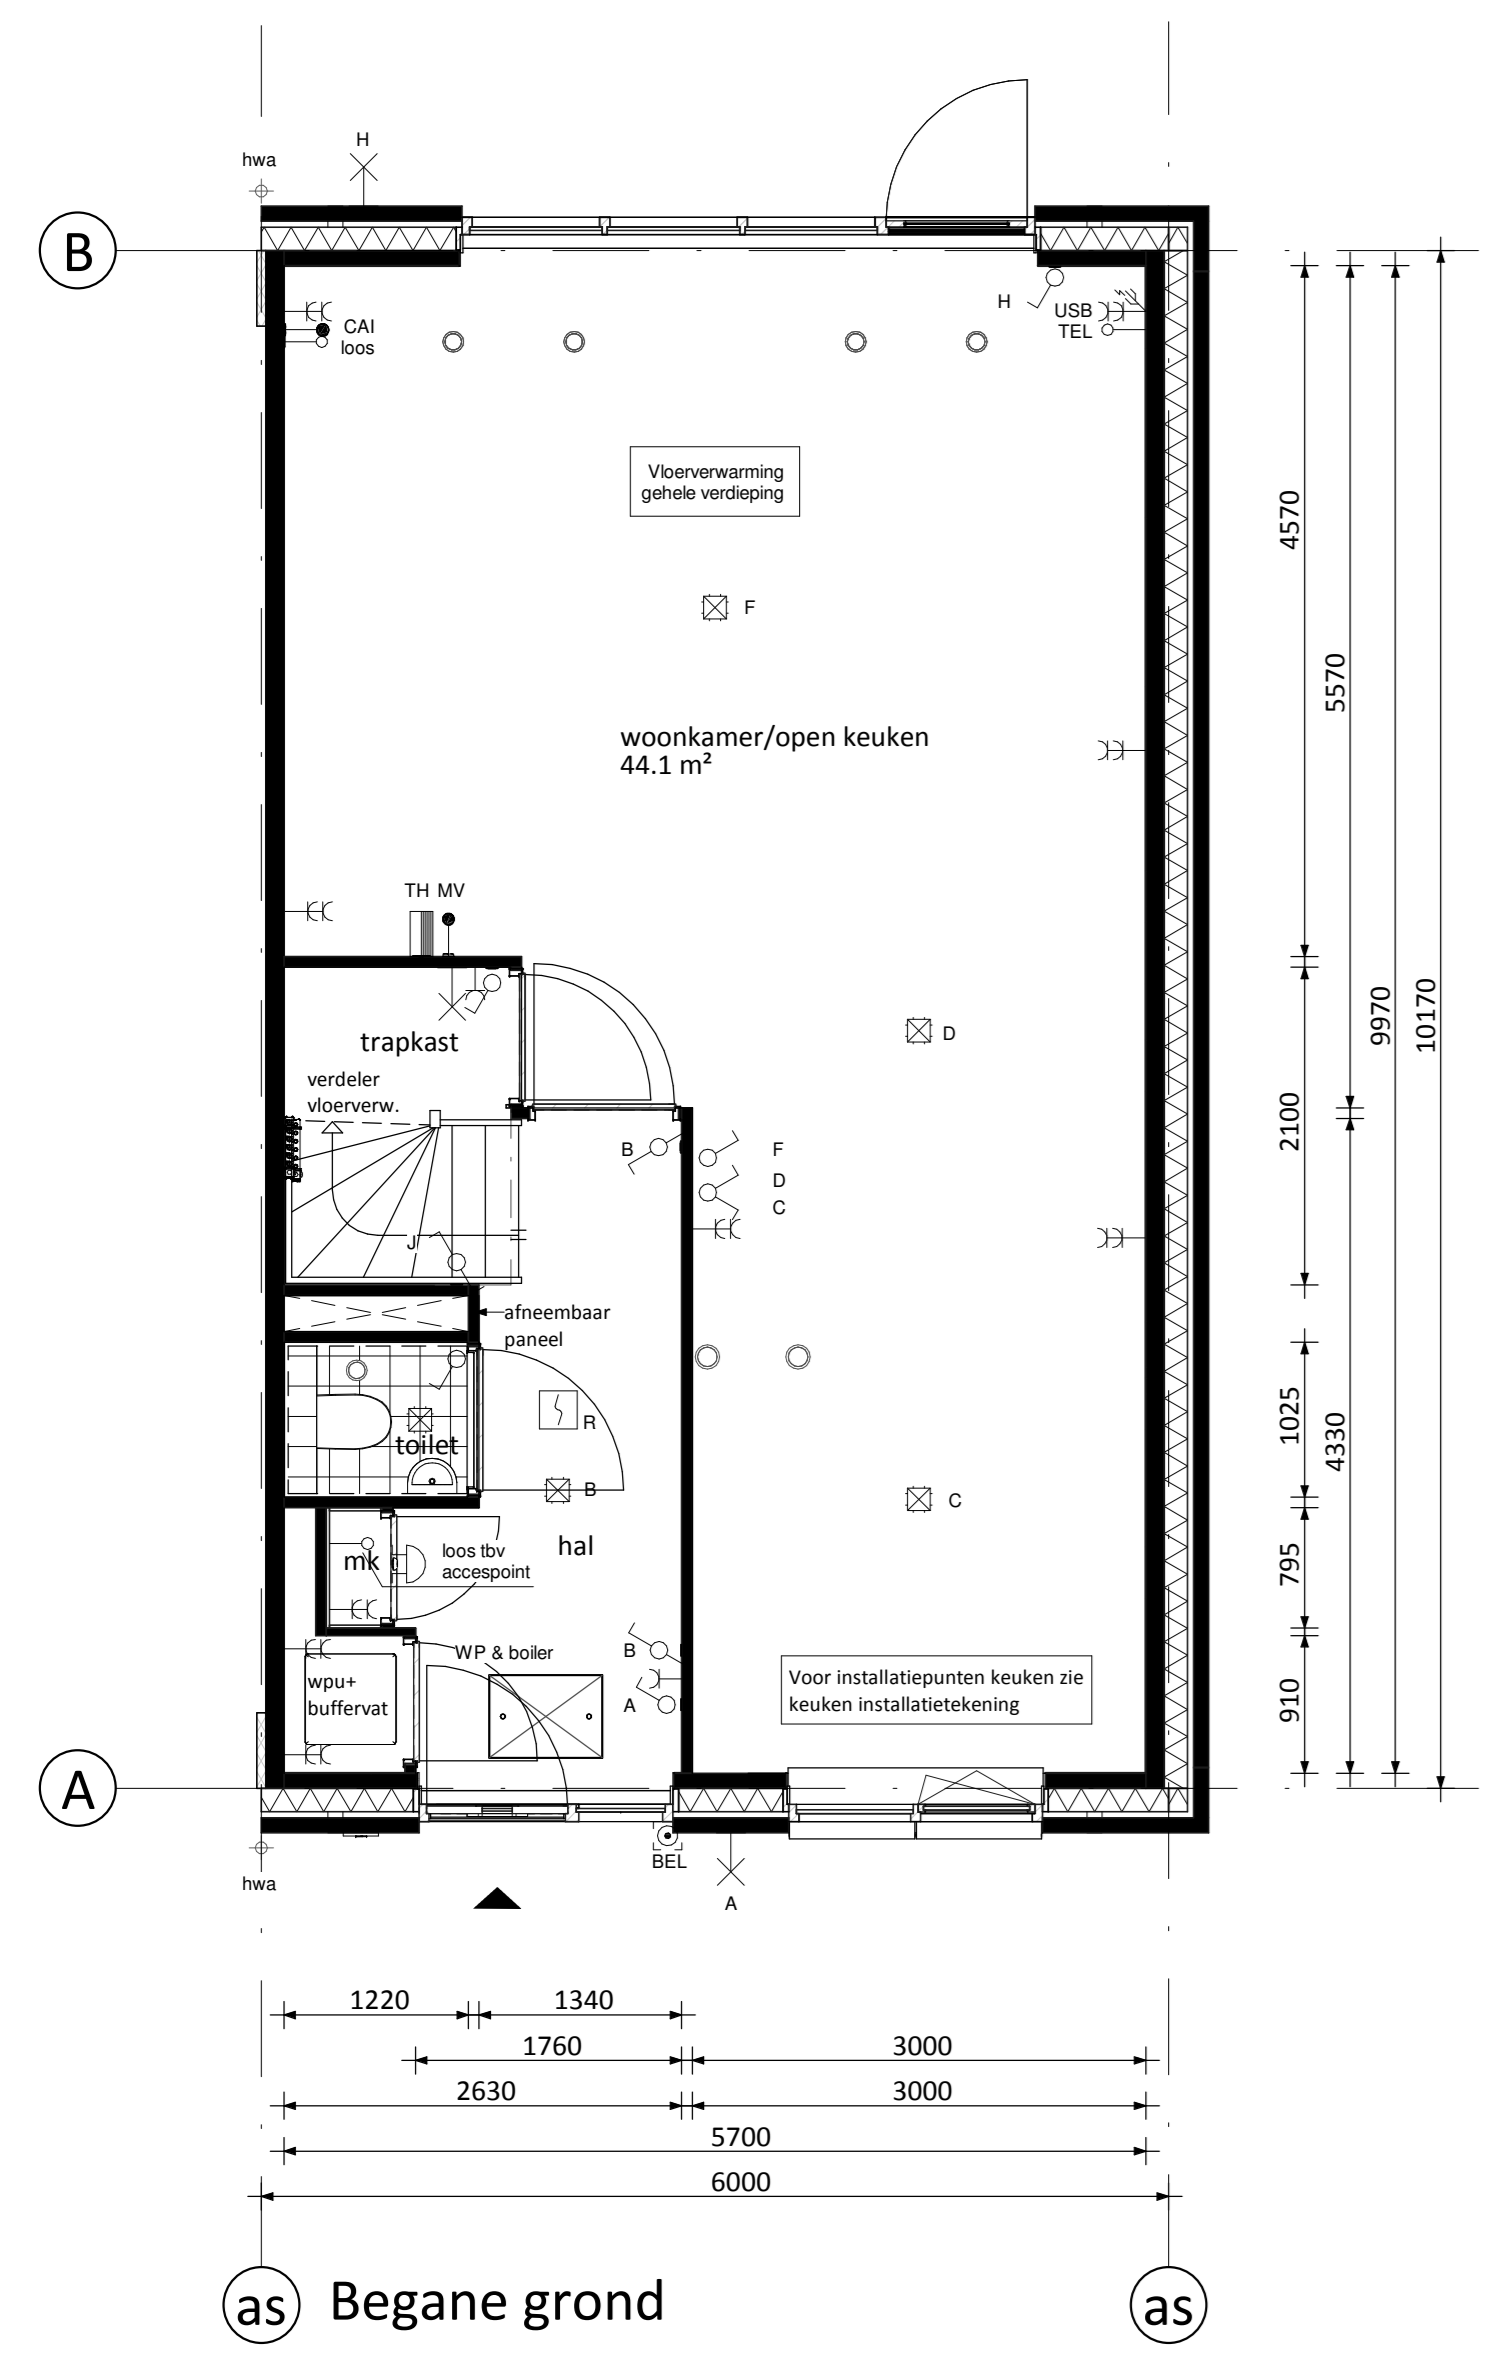 H
hwa
B
H
USB
TEL
CAI
loos
Vloerverwarming
gehele verdieping
4570
F
5570
woonkamer/open keuken
44.1 m²
TH MV
9970
10170
trapkast
D
verdeler
vloerverw.
2100
B
F
D
C
J
afneembaar
paneel
1025
4330
R
toilet
B
C
hal
mk
loos tbv
accespoint
795
B
WP & boiler
wpu+
buffervat
A
Voor installatiepunten keuken zie
keuken installatietekening
910
A
BEL
hwa
A
1220
1340
1760
3000
2630
3000
5700
6000
as
Begane grond
as